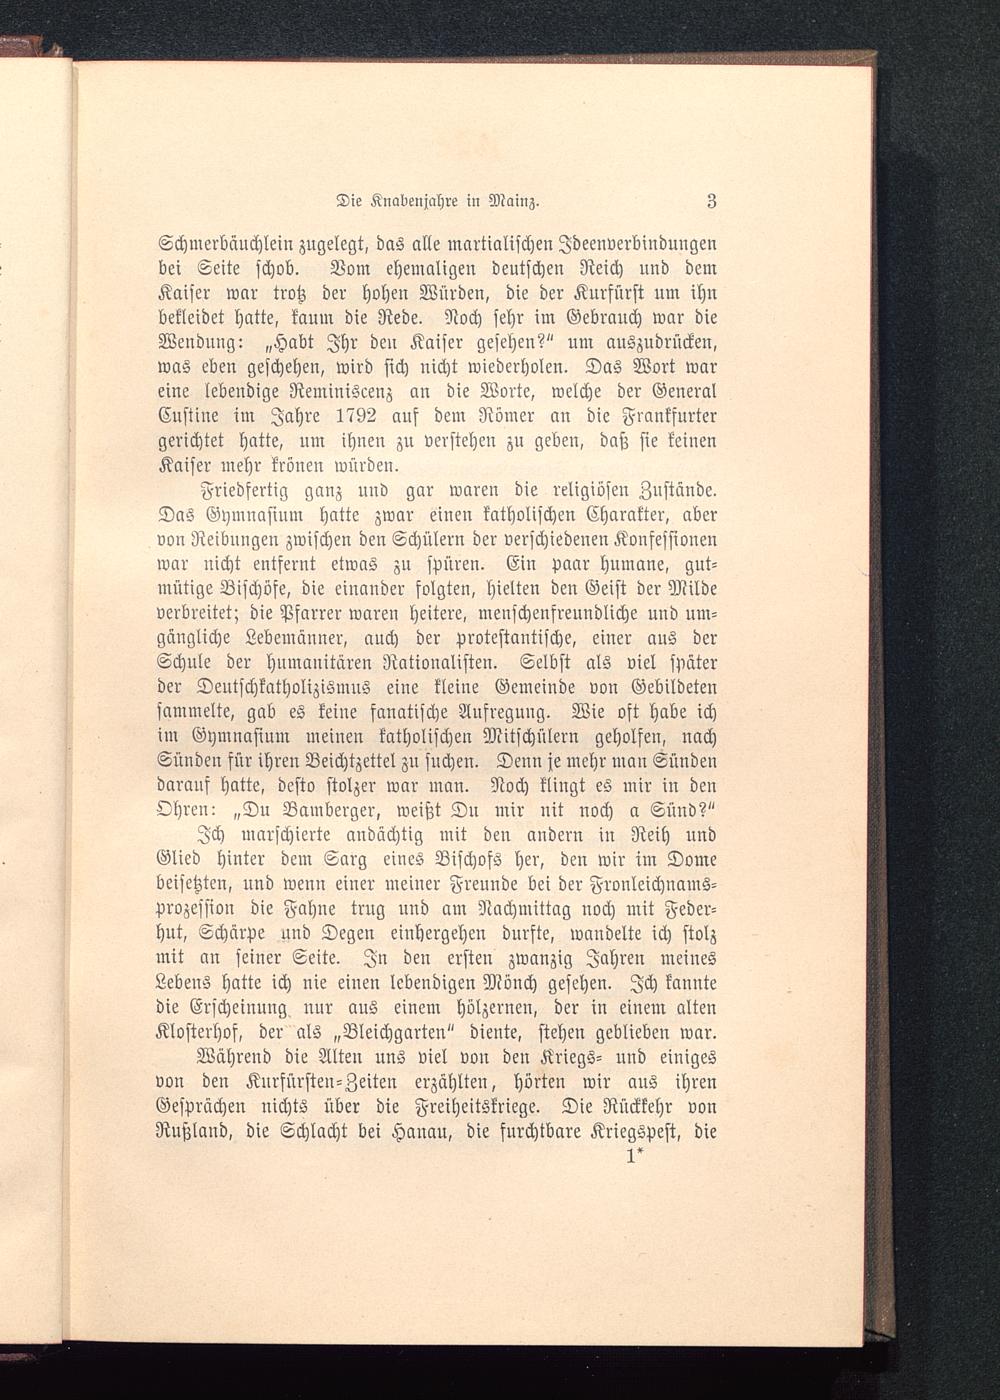 Die Knabenjahre in Mainz. 3
Schmerbäuchlein zugelegt, das alle martialischen Ideenverbindungen
bei Seite schob. Vom ehemaligen deutschen Reich und dem
Kaiser war trotz der hohen Würden, die der Kurfürst um ihn
bekleidet hatte, kaum die Rede. Noch sehr im Gebrauch war die
Wendung: „Habt Ihr den Kaiser gesehen?“ um auszudrücken,
was eben geschehen, wird sich nicht wiederholen. Das Wort war
eine lebendige Reminiscenz an die Worte, welche der General
Custine im Jahre 1792 auf dem Römer an die Frankfurter
gerichtet hatte, um ihnen zu verstehen zu geben, daß sie keinen
Kaiser mehr krönen würden.
Friedfertig ganz und gar waren die religiösen Zustände.
Das Gymnasium hatte zwar einen katholischen Charakter, aber
von Reibungen zwischen den Schülern der verschiedenen Konfessionen
war nicht entfernt etwas zu spüren. Ein paar humane, gut-
mütige Bischöfe, die einander folgten, hielten den Geist der Milde
verbreitet; die Pfarrer waren heitere, menschenfreundliche und um-
gängliche Lebemänner, auch der protestantische, einer aus der
Schule der humanitären Rationalisten. Selbst als viel später
der Deutschkatholizismus eine kleine Gemeinde von Gebildeten
sammelte, gab es keine fanatische Aufregung. Wie oft habe ich
im Gymnasium meinen katholischen Mitschülern geholfen, nach
Sünden für ihren Beichtzettel zu suchen. Denn je mehr man Sünden
darauf hatte, desto stolzer war man. Noch klingt es mir in den
Ohren: „Du Bamberger, weißt Du mir nit noch a Sünd?“
Ich marschierte andächtig mit den andern in Reih und
Glied hinter dem Sarg eines Bischofs her, den wir im Dome
beisetzten, und wenn einer meiner Freunde bei der Fronleichnams-
prozession die Fahne trug und am Nachmittag noch mit Feder-
hut, Schärpe und Degen einhergehen durfte, wandelte ich stolz
mit an seiner Seite. In den ersten zwanzig Jahren meines
Lebens hatte ich nie einen lebendigen Mönch gesehen. Ich kannte
die Erscheinung nur aus einem hölzernen, der in einem alten
Klosterhof, der als „Bleichgarten“ diente, stehen geblieben war.
Während die Alten uns viel von den Kriegs- und einiges
von den Kurfürsten-Zeiten erzählten, hörten wir aus ihren
Gesprächen nichts über die Freiheitskriege. Die Rückkehr von
Rußland, die Schlacht bei Hanau, die furchtbare Kriegspest, die
1*